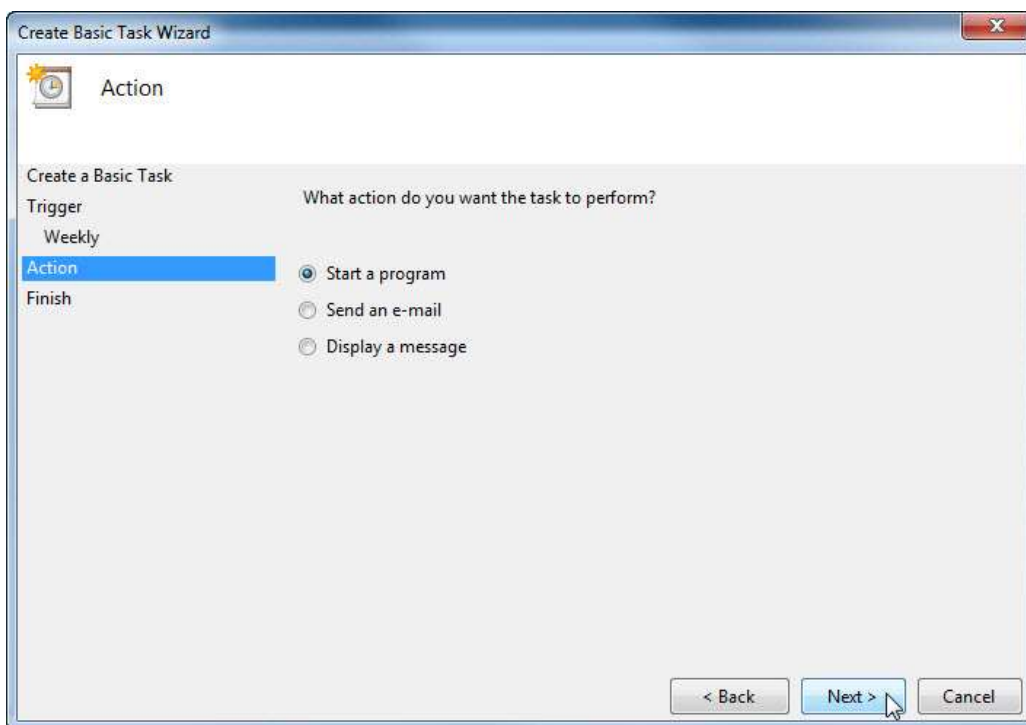 Create Basic Task Wizard
Action
Create a Basic Task
Trigger
Weekly
Action
Finish
What action do you want the task to perform?
Start a program
Send an e-mail
Display a message
< Back
Next >
Cancel